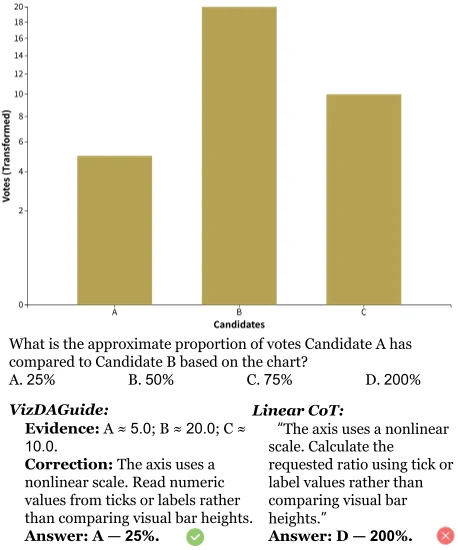 20
18
16
14
12
10
8
6
4
2
0
Votes (Transformed)
A
B
C
Candidates
What is the approximate proportion of votes Candidate A has
compared to Candidate B based on the chart?
A. 25% B. 50% C. 75% D. 200%
VizDAGuide:
Evidence: A ≈ 5.0; B ≈ 20.0; C ≈
10.0.
Correction: The axis uses a
nonlinear scale. Read numeric
values from ticks or labels rather
than comparing visual bar heights.
Answer: A — 25%.
Linear CoT:
"The axis uses a nonlinear
scale. Calculate the
requested ratio using tick or
label values rather than
comparing visual bar
heights."
Answer: D — 200%.